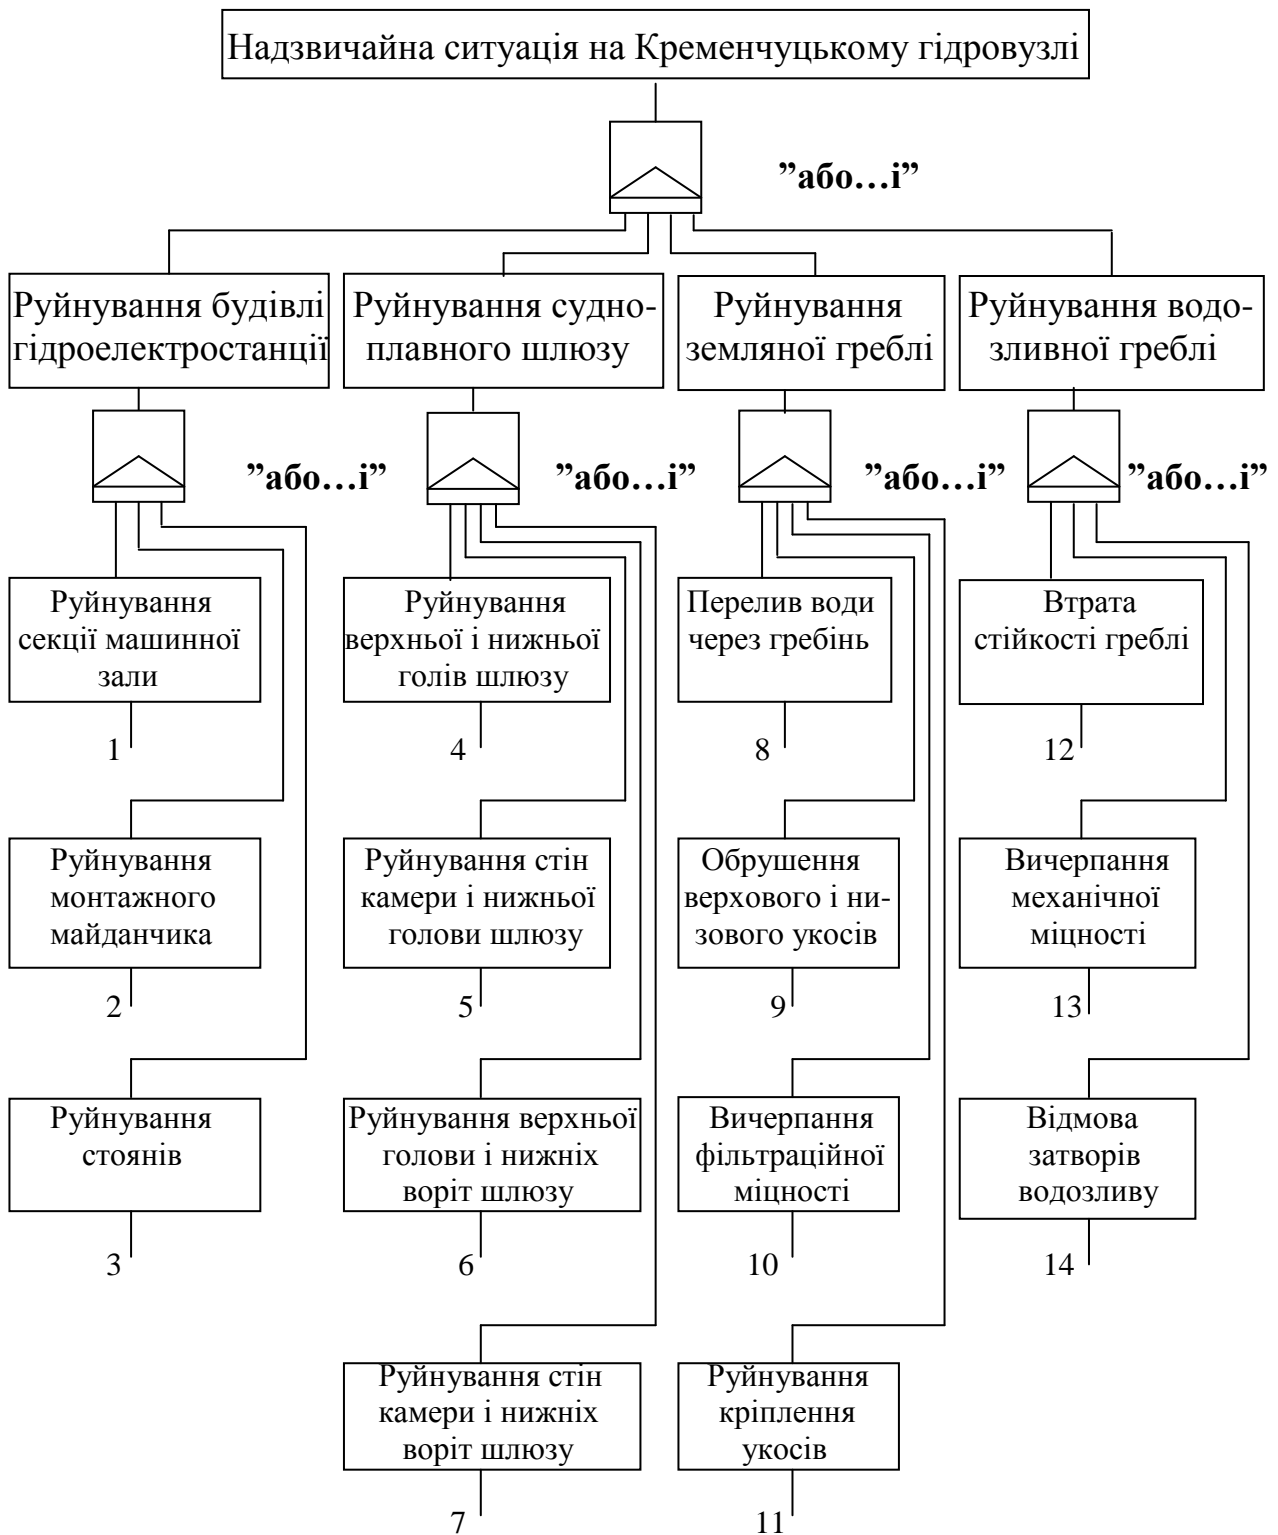 Надзвичайна ситуація на Кременчуцькому гідровузлі
”або…і”
Руйнування будівлі
гідроелектростанції
Руйнування судно-
плавного шлюзу
Руйнування
земляної греблі
Руйнування водо-
зливної греблі
”або…і”
”або…і”
”або…і”
”або…і”
Руйнування
секції машинної
зали
1
Руйнування
верхньої і нижньої
голів шлюзу
4
Перелив води
через гребінь
8
Втрата
стійкості греблі
12
Руйнування
монтажного
майданчика
2
Руйнування стін
камери і нижньої
голови шлюзу
5
Обрушення
верхового і ни-
зового укосів
9
Вичерпання
механічної
міцності
13
Руйнування
стоянів
3
Руйнування верхньої
голови і нижніх
воріт шлюзу
6
Вичерпання
фільтраційної
міцності
10
Відмова
затворів
водозливу
14
Руйнування стін
камери і нижніх
воріт шлюзу
7
Руйнування
кріплення
укосів
11